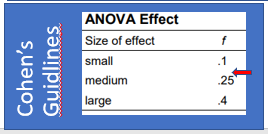 Cohen's
Guidlines
ANOVA Effect
Size of effect f
small .1
medium .25
large .4